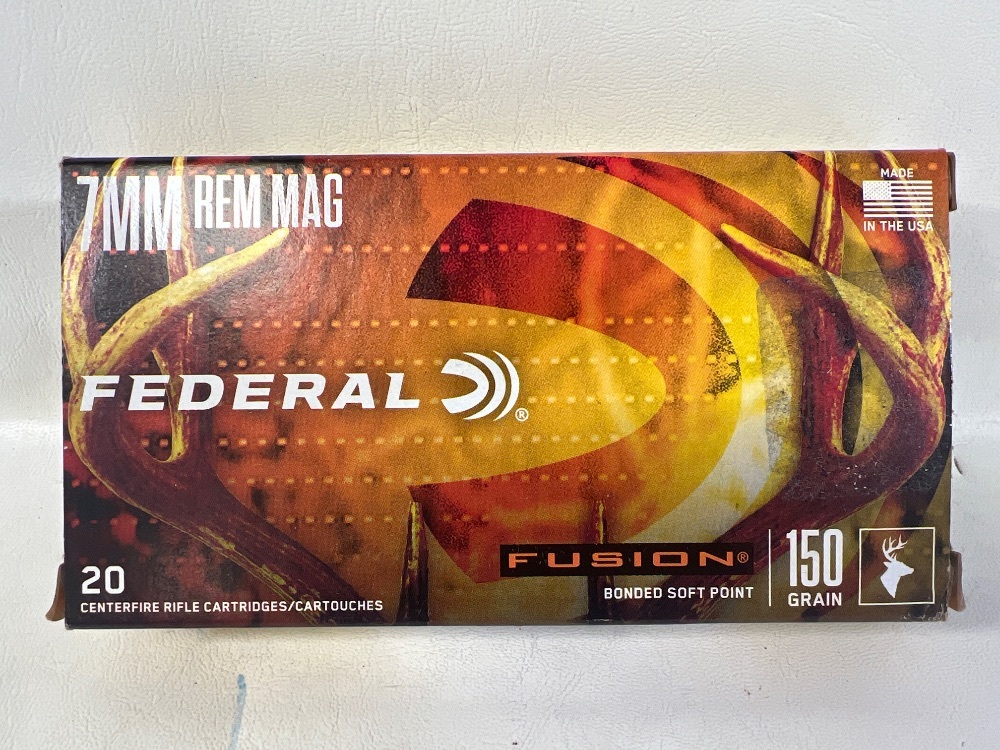 7MM REM MAG
MADE
IN THE USA
FEDERAL®
FUSION®
20
CENTERFIRE RIFLE CARTRIDGES/CARTOUCHES
BONDED SOFT POINT
150
GRAIN